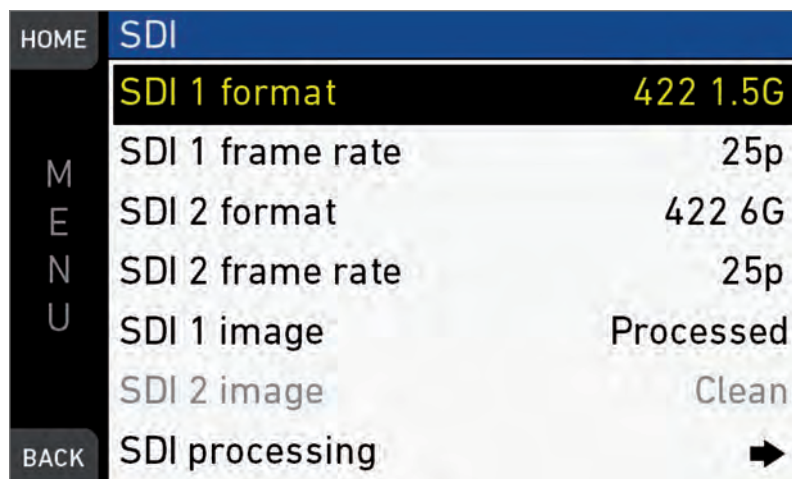 HOME
SDI
SDI 1 format 422 1.5G
SDI 1 frame rate 25p
SDI 2 format 422 6G
SDI 2 frame rate 25p
SDI 1 image Processed
SDI 2 image Clean
SDI processing
MENU
BACK